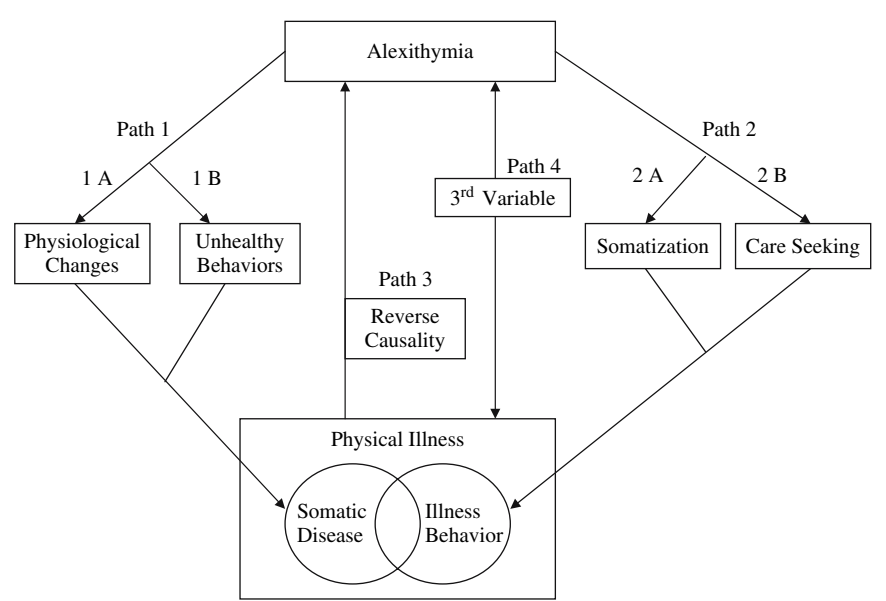 Alexithymia
Path 1
Path 2
1 A
1 B
Path 4
2 A
2 B
3rd Variable
Physiological
Changes
Unhealthy
Behaviors
Somatization
Care Seeking
Path 3
Reverse
Causality
Physical Illness
Somatic
Disease
Illness
Behavior